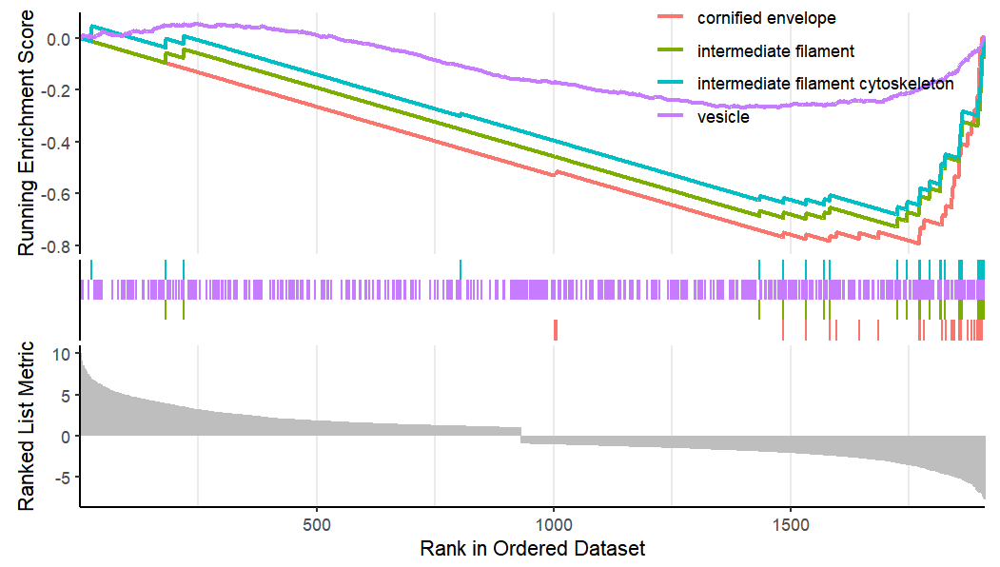 Running Enrichment Score
0.0
-0.2
-0.4
-0.6
-0.8
cornified envelope
intermediate filament
intermediate filament cytoskeleton
vesicle
Ranked List Metric
10
5
0
-5
500
1000
1500
Rank in Ordered Dataset